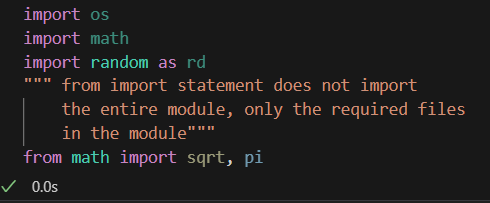 import os
import math
import random as rd
""" from import statement does not import
    the entire module, only the required files
    in the module"""
from math import sqrt, pi
0.0s